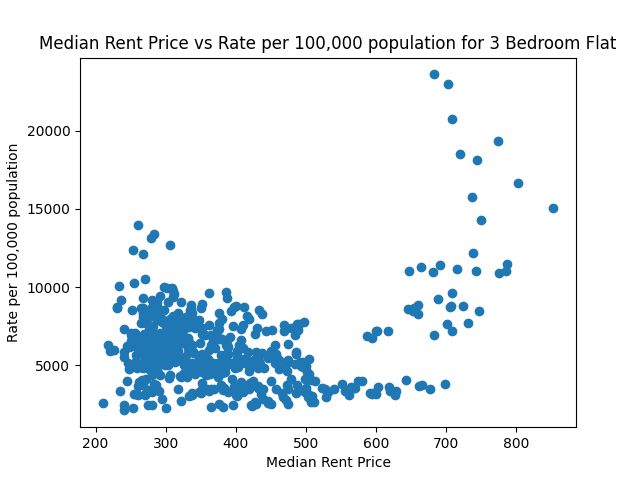 Median Rent Price vs Rate per 100,000 population for 3 Bedroom Flat
Rate per 100,000 population
20000
15000
10000
5000
200 300 400 500 600 700 800
Median Rent Price